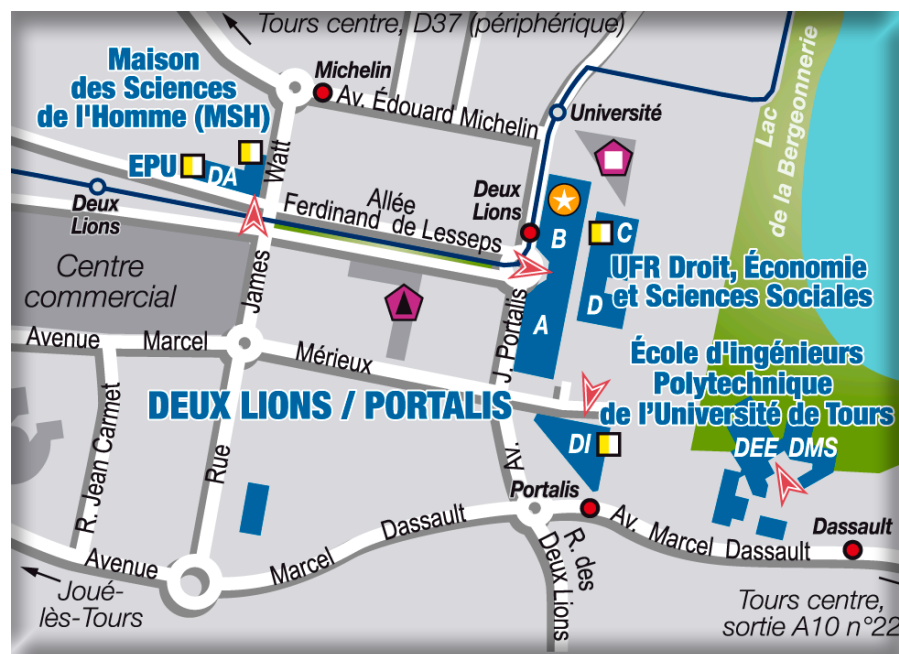 Tours centre, D37 (périphérique)
Maison
des Sciences
de l'Homme (MSH)
Michelin
Av. Édouard Michelin
Université
Lac
de la Bergeonnerie
EPU
DA
Watt
Deux
Lions
Allée
Ferdinand de Lesseps
Deux
Lions
B
C
D
A
UFR Droit, Économie
et Sciences Sociales
Centre
commercial
James
J. Portalis
Avenue
Marcel
Mérieux
École d'ingénieurs
Polytechnique
de l'Université de Tours
DEUX LIONS / PORTALIS
R. Jean Carmet
Rue
Av.
DI
DEE
DMS
Portalis
Av. Marcel Dassault
Dassault
Avenue
Marcel
Dassault
R. des
Deux Lions
Joué-
lès-Tours
Tours centre,
sortie A10 n°22